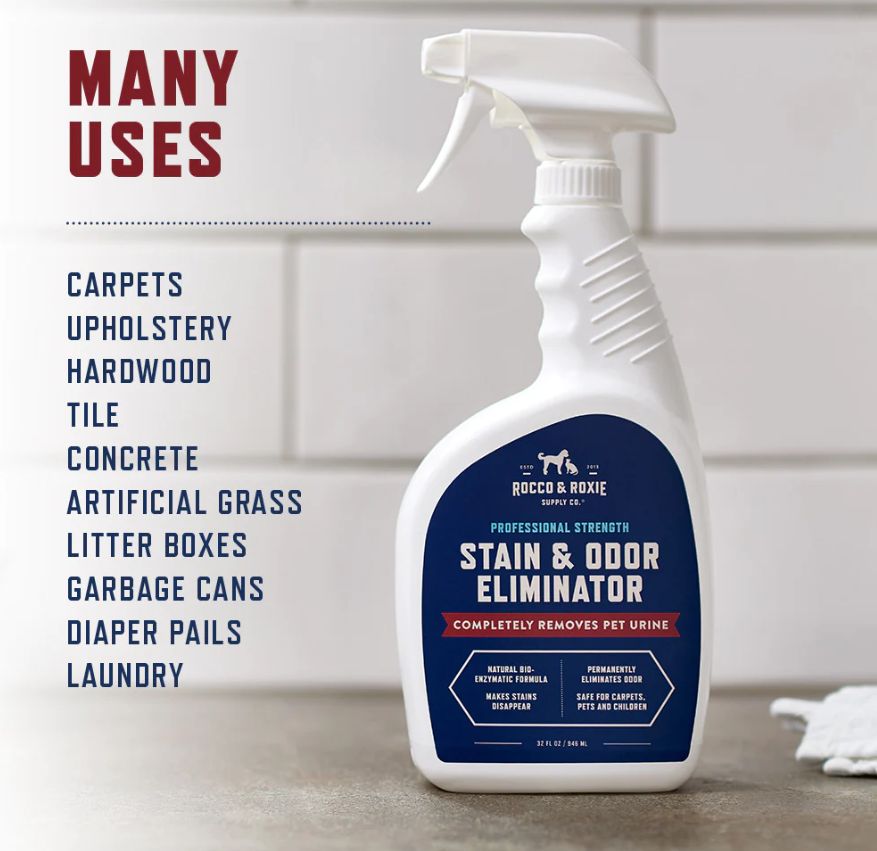 MANY
USES
CARPETS
UPHOLSTERY
HARDWOOD
TILE
CONCRETE
ARTIFICIAL GRASS
LITTER BOXES
GARBAGE CANS
DIAPER PAILS
LAUNDRY
ESTD 2013
ROCCO & ROXIE
SUPPLY CO.®
PROFESSIONAL STRENGTH
STAIN & ODOR
ELIMINATOR
COMPLETELY REMOVES PET URINE
NATURAL BIO-
ENZYMATIC FORMULA
MAKES STAINS
DISAPPEAR
PERMANENTLY
ELIMINATES ODOR
SAFE FOR CARPETS,
PETS AND CHILDREN
32 FL OZ / 946 ML